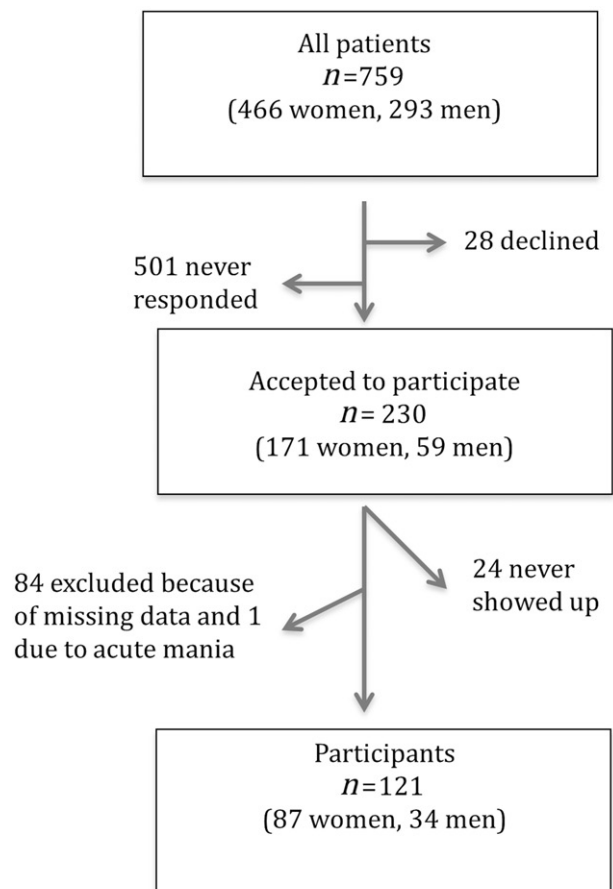 All patients
n=759
(466 women, 293 men)
28 declined
501 never
responded
Accepted to participate
n= 230
(171 women, 59 men)
84 excluded because
of missing data and 1
due to acute mania
24 never
showed up
Participants
n=121
(87 women, 34 men)